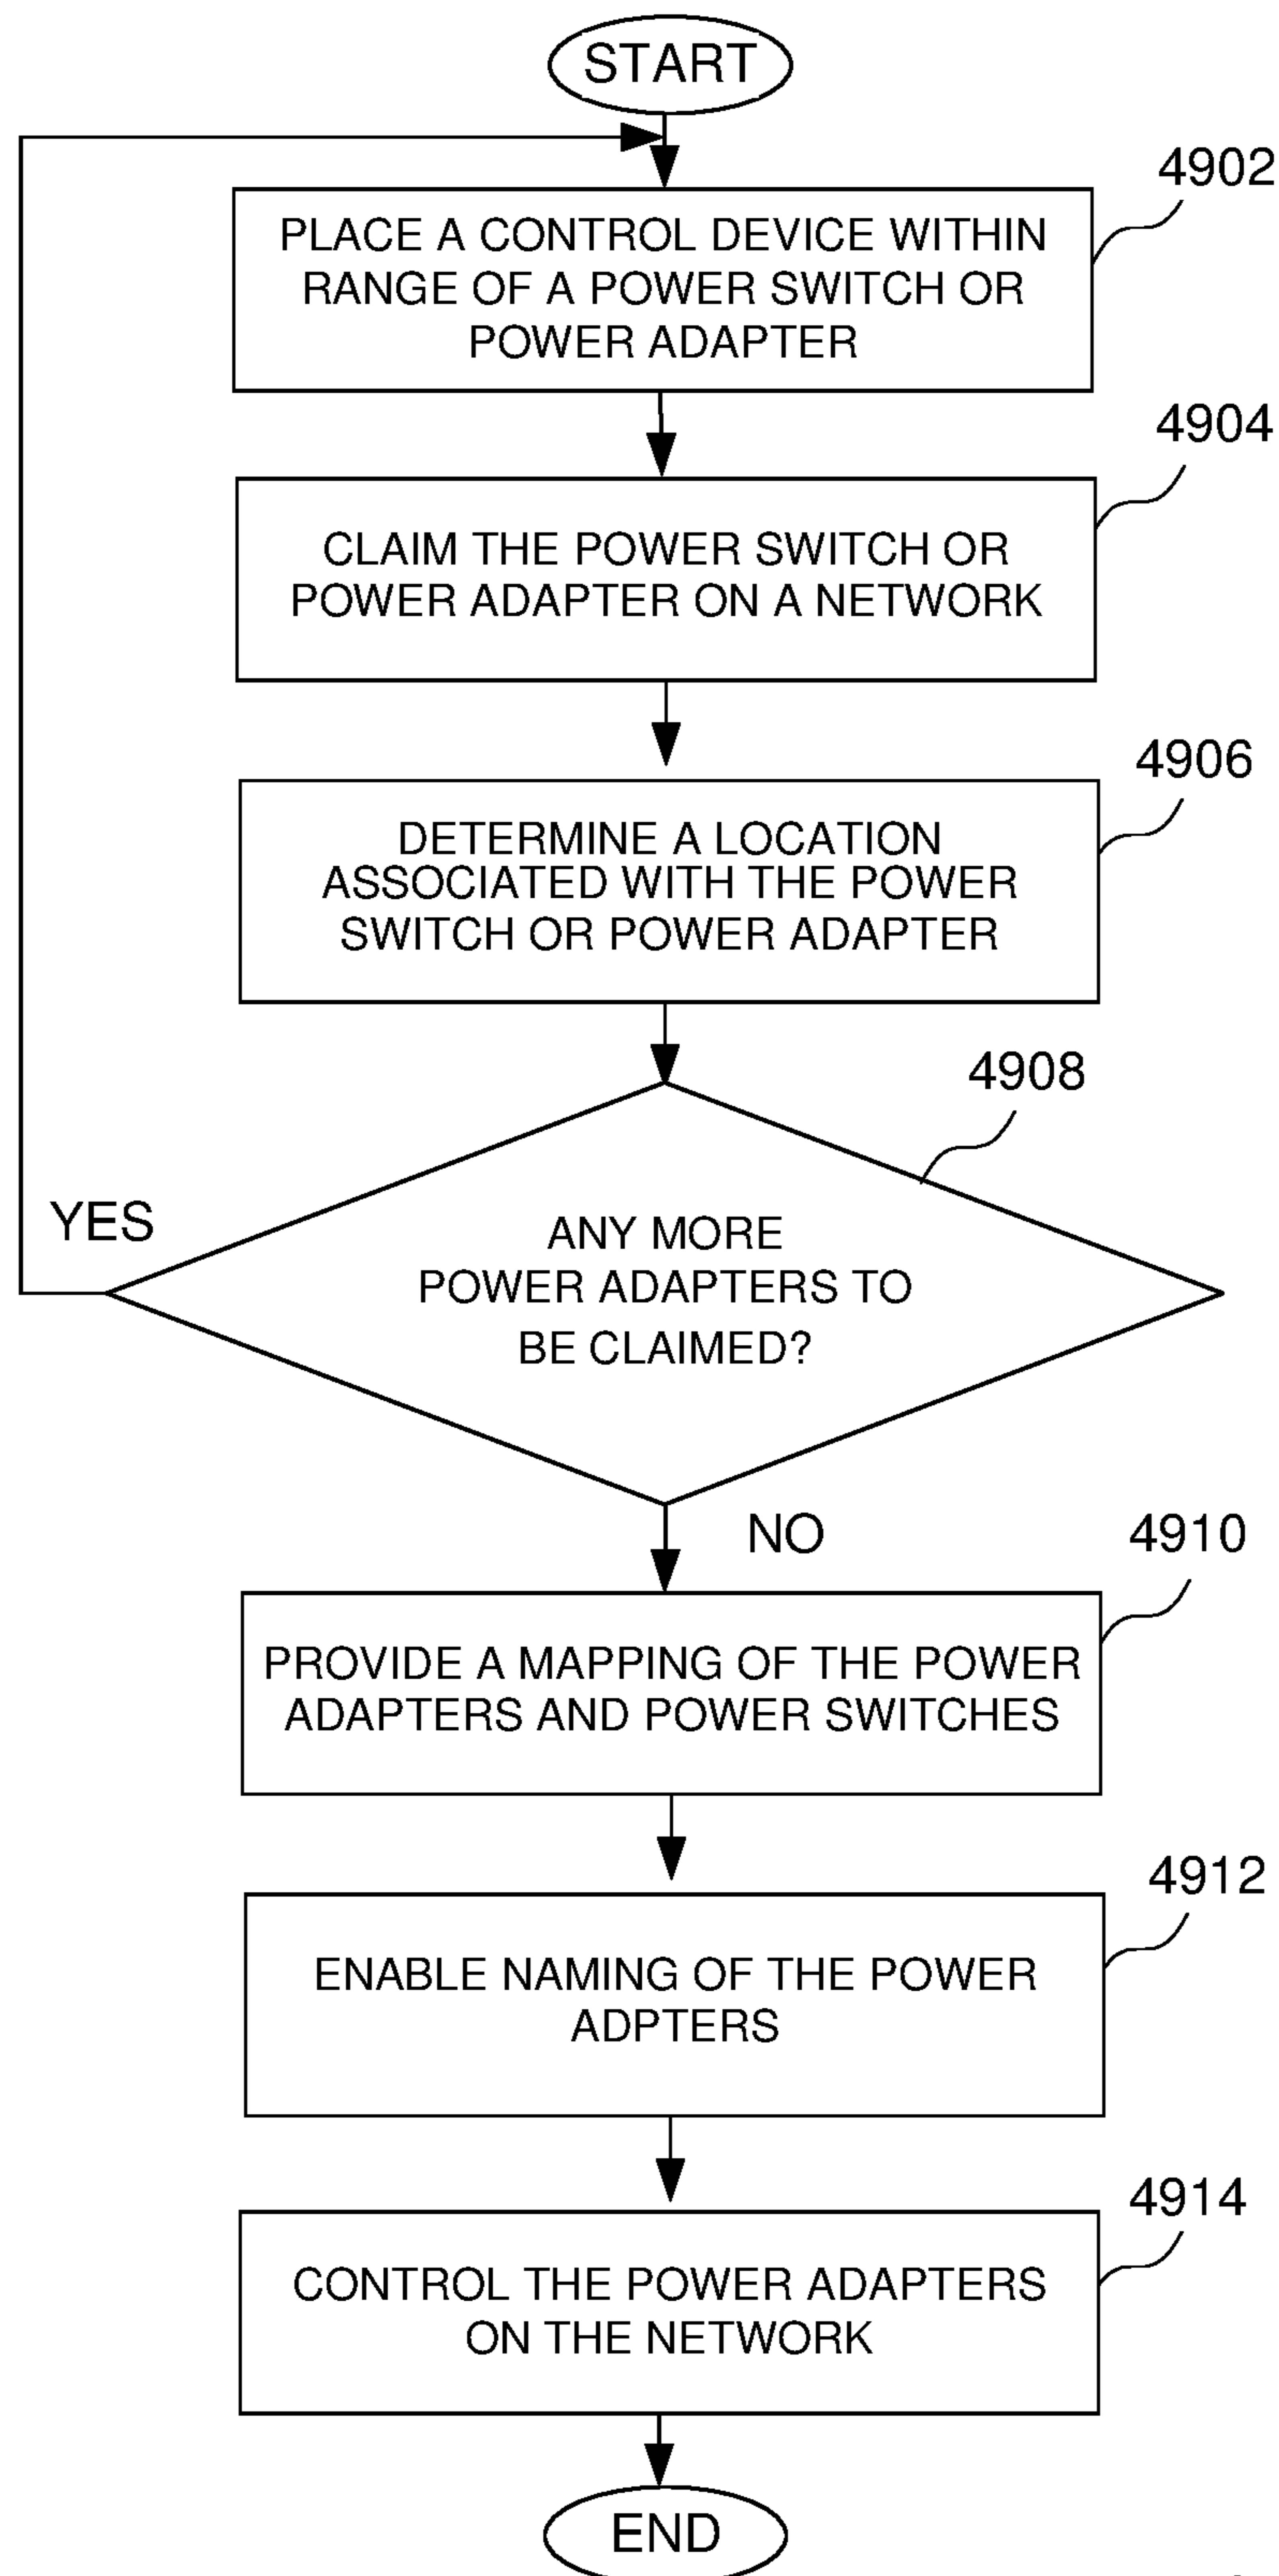 START
4902
PLACE A CONTROL DEVICE WITHIN
RANGE OF A POWER SWITCH OR
POWER ADAPTER
4904
CLAIM THE POWER SWITCH OR
POWER ADAPTER ON A NETWORK
4906
DETERMINE A LOCATION
ASSOCIATED WITH THE POWER
SWITCH OR POWER ADAPTER
4908
YES
ANY MORE
POWER ADAPTERS TO
BE CLAIMED?
NO
4910
PROVIDE A MAPPING OF THE POWER
ADAPTERS AND POWER SWITCHES
4912
ENABLE NAMING OF THE POWER
ADPTERS
4914
CONTROL THE POWER ADAPTERS
ON THE NETWORK
END